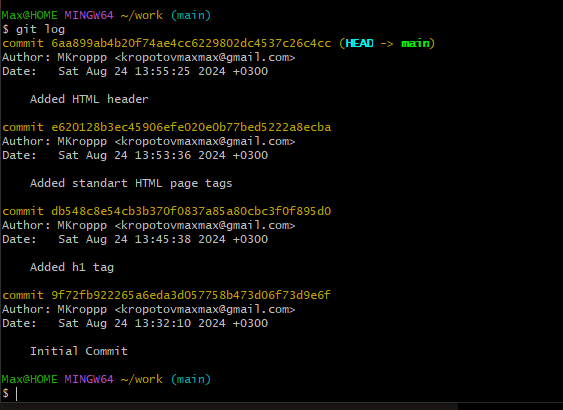 Max@HOME MINGW64 ~/work (main)
$ git log
commit 6aa899ab4b20f74ae4cc6229802dc4537c26c4cc (HEAD -> main)
Author: MKroppp <kropotovmaxmax@gmail.com>
Date:   Sat Aug 24 13:55:25 2024 +0300
    Added HTML header
commit e620128b3ec45906efe020e0b77bed5222a8ecba
Author: MKroppp <kropotovmaxmax@gmail.com>
Date:   Sat Aug 24 13:53:36 2024 +0300
    Added standart HTML page tags
commit db548c8e54cb3b370f0837a85a80cbc3f0f895d0
Author: MKroppp <kropotovmaxmax@gmail.com>
Date:   Sat Aug 24 13:45:38 2024 +0300
    Added h1 tag
commit 9f72fb922265a6eda3d057758b473d06f73d9e6f
Author: MKroppp <kropotovmaxmax@gmail.com>
Date:   Sat Aug 24 13:32:10 2024 +0300
    Initial Commit
Max@HOME MINGW64 ~/work (main)
$